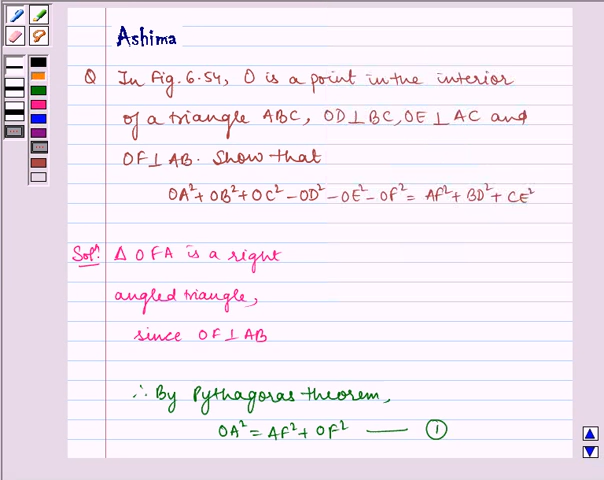 Ashima
Q In Fig. 6.54, O is a point in the interior
of a triangle ABC, OD⊥BC, OE⊥AC and
OF⊥AB. Show that
OA²+OB²+OC²-OD²-OE²-OF²= AF²+BD²+CE²
Solⁿ. Δ OFA is a right
angled triangle,
since OF⊥AB
∴ By Pythagoras theorem,
OA² = AF² + OF² — ①